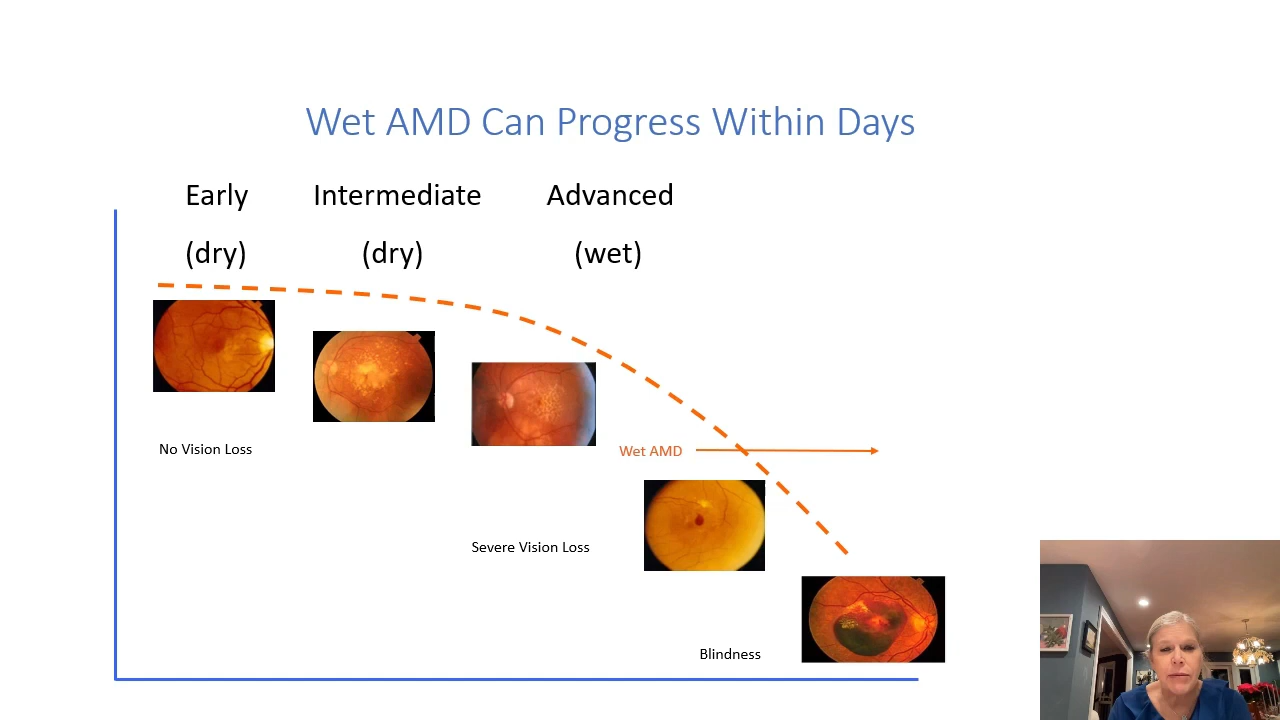 Wet AMD Can Progress Within Days
Early Intermediate Advanced
(dry) (dry) (wet)
No Vision Loss
Wet AMD
Severe Vision Loss
Blindness